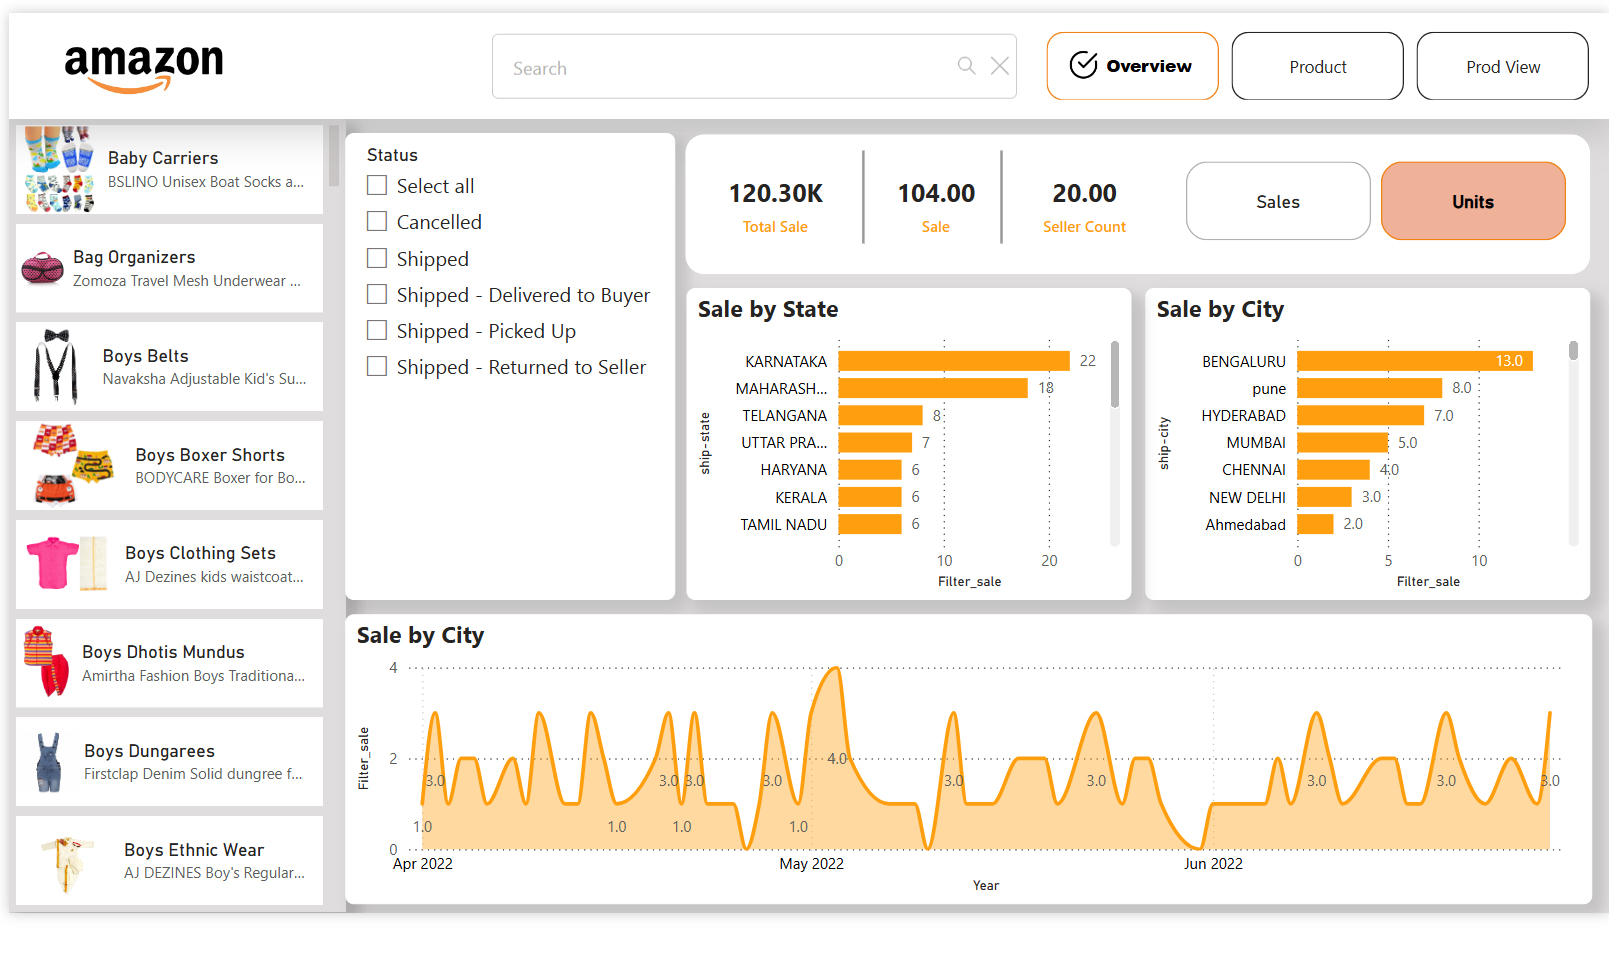 amazon
Search
Overview
Product
Prod View
Baby Carriers
BSLINO Unisex Boat Socks a...
Bag Organizers
Zomoza Travel Mesh Underwear ...
Boys Belts
Navaksha Adjustable Kid's Su...
Boys Boxer Shorts
BODYCARE Boxer for Bo...
Boys Clothing Sets
AJ Dezines kids waistcoat...
Boys Dhotis Mundus
Amirtha Fashion Boys Traditiona...
Boys Dungarees
Firstclap Denim Solid dungree f...
Boys Ethnic Wear
AJ DEZINES Boy's Regular...
Status
Select all
Cancelled
Shipped
Shipped - Delivered to Buyer
Shipped - Picked Up
Shipped - Returned to Seller
120.30K
Total Sale
104.00
Sale
20.00
Seller Count
Sales
Units
Sale by State
ship-state
KARNATAKA 22
MAHARASH... 18
TELANGANA 8
UTTAR PRA... 7
HARYANA 6
KERALA 6
TAMIL NADU 6
0 10 20
Filter_sale
Sale by City
ship-city
BENGALURU 13.0
pune 8.0
HYDERABAD 7.0
MUMBAI 5.0
CHENNAI 4.0
NEW DELHI 3.0
Ahmedabad 2.0
0 5 10
Filter_sale
Sale by City
Filter_sale
4
2
4.0
3.0 3.0 3.0 3.0 3.0 3.0 3.0 3.0 3.0
1.0 1.0 1.0 1.0
0
Apr 2022 May 2022 Jun 2022
Year